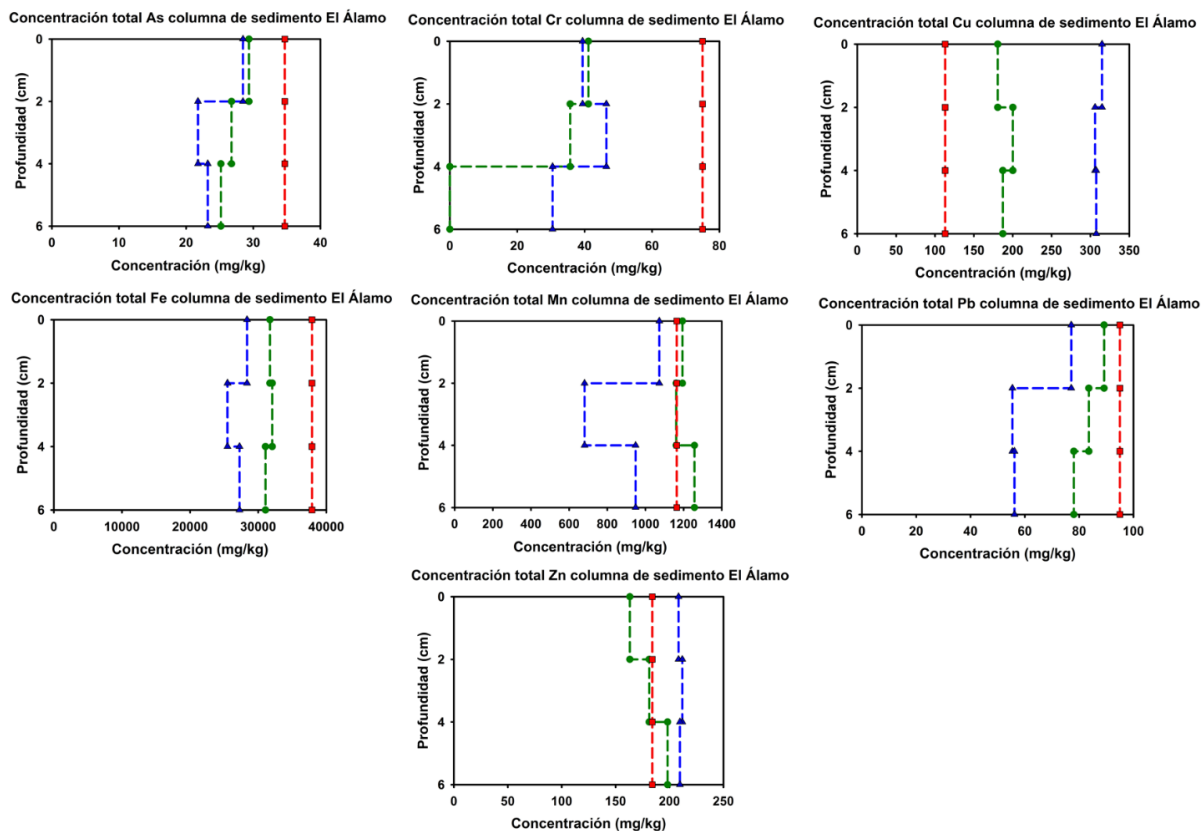 Concentración total As columna de sedimento El Álamo
Profundidad (cm)
0
2
4
6
0 10 20 30 40
Concentración (mg/kg)
Concentración total Cr columna de sedimento El Álamo
Profundidad (cm)
0
2
4
6
0 20 40 60 80
Concentración (mg/kg)
Concentración total Cu columna de sedimento El Álamo
Profundidad (cm)
0
2
4
6
0 50 100 150 200 250 300 350
Concentración (mg/kg)
Concentración total Fe columna de sedimento El Álamo
Profundidad (cm)
0
2
4
6
0 10000 20000 30000 40000
Concentración (mg/kg)
Concentración total Mn columna de sedimento El Álamo
Profundidad (cm)
0
2
4
6
0 200 400 600 800 1000 1200 1400
Concentración (mg/kg)
Concentración total Pb columna de sedimento El Álamo
Profundidad (cm)
0
2
4
6
0 20 40 60 80 100
Concentración (mg/kg)
Concentración total Zn columna de sedimento El Álamo
Profundidad (cm)
0
2
4
6
0 50 100 150 200 250
Concentración (mg/kg)